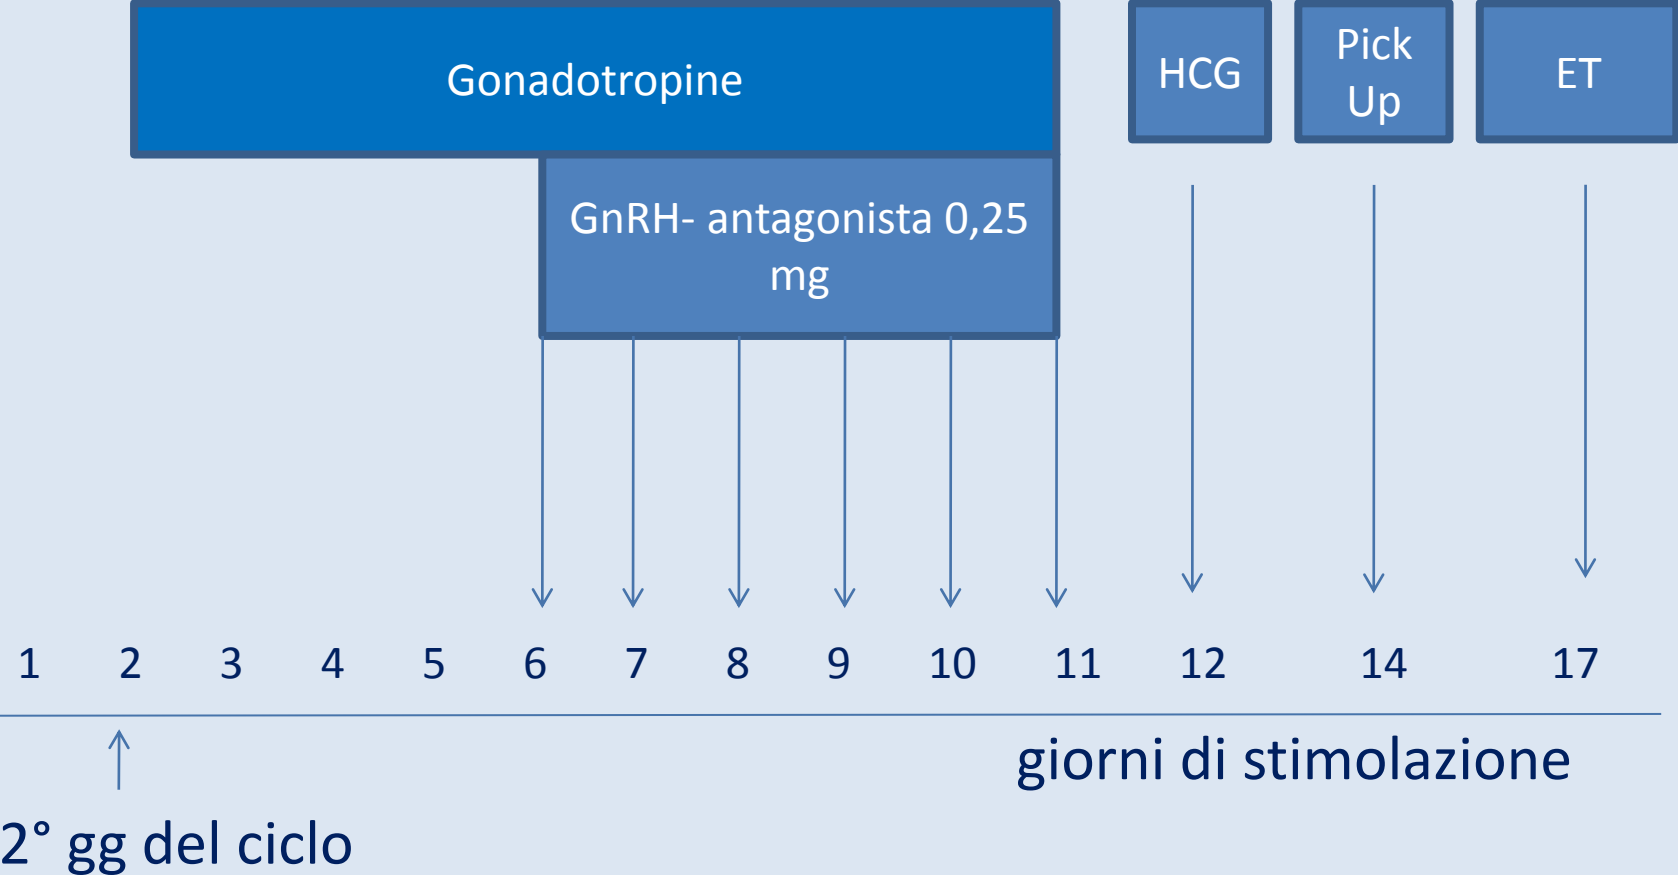 Gonadotropine
HCG
Pick
Up
ET
GnRH- antagonista 0,25
mg
1 2 3 4 5 6 7 8 9 10 11 12 14 17
giorni di stimolazione
2° gg del ciclo